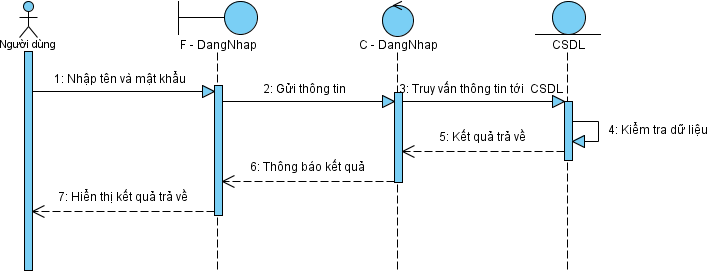 Người dùng
F - DangNhap
C - DangNhap
CSDL
1: Nhập tên và mật khẩu
2: Gửi thông tin
3: Truy vấn thông tin tới CSDL
4: Kiểm tra dữ liệu
5: Kết quả trả về
6: Thông báo kết quả
7: Hiển thị kết quả trả về